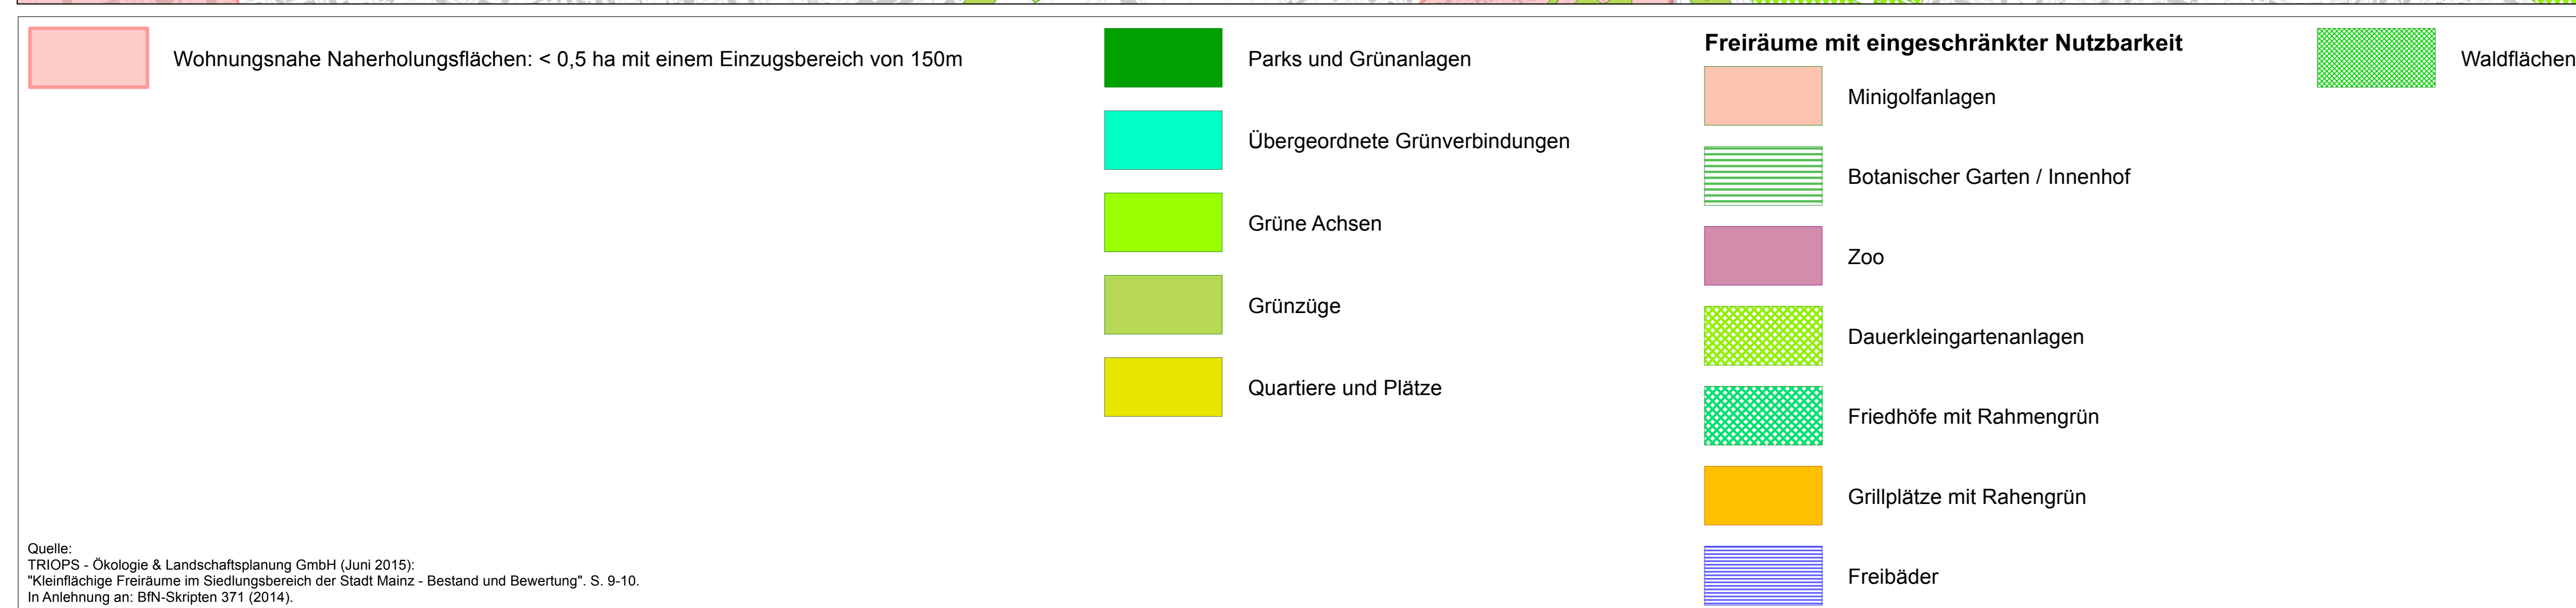 Wohnungsnahe Naherholungsflächen: < 0,5 ha mit einem Einzugsbereich von 150m
Parks und Grünanlagen
Übergeordnete Grünverbindungen
Grüne Achsen
Grünzüge
Quartiere und Plätze
Freiräume mit eingeschränkter Nutzbarkeit
Minigolfanlagen
Botanischer Garten / Innenhof
Zoo
Dauerkleingartenanlagen
Friedhöfe mit Rahmengrün
Grillplätze mit Rahengrün
Freibäder
Waldflächen
Quelle:
TRIOPS - Ökologie & Landschaftsplanung GmbH (Juni 2015):
"Kleinflächige Freiräume im Siedlungsbereich der Stadt Mainz - Bestand und Bewertung". S. 9-10.
In Anlehnung an: BfN-Skripten 371 (2014).